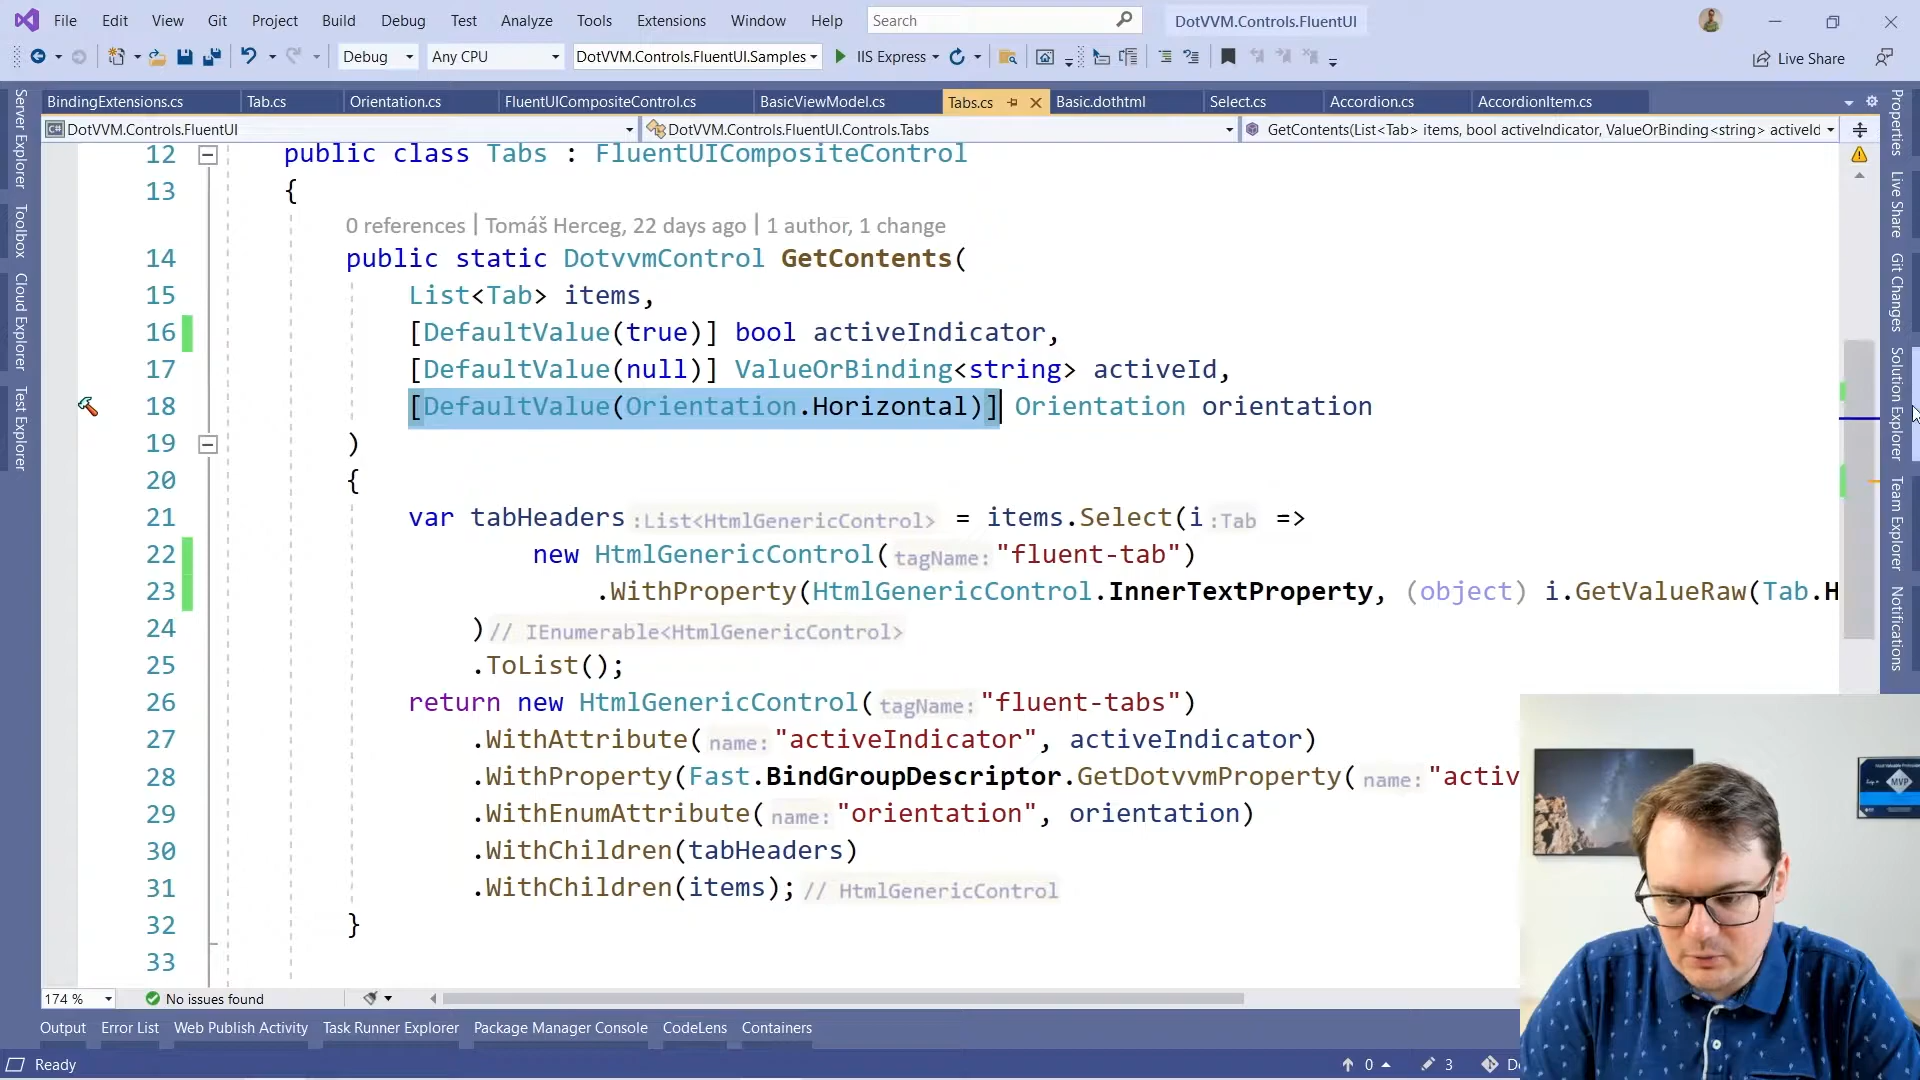 File Edit View Git Project Build Debug Test Analyze Tools Extensions Window Help Search DotVVM.Controls.FluentUI
Debug Any CPU DotVVM.Controls.FluentUI.Samples IIS Express Live Share
BindingExtensions.cs Tab.cs Orientation.cs FluentUICompositeControl.cs BasicViewModel.cs Tabs.cs Basic.dothtml Select.cs Accordion.cs AccordionItem.cs
C# DotVVM.Controls.FluentUI DotVVM.Controls.FluentUI.Controls.Tabs GetContents(List<Tab> items, bool activeIndicator, ValueOrBinding<string> activeId
Server Explorer
Toolbox
Cloud Explorer
Test Explorer
12 public class Tabs : FluentUICompositeControl
13 {
0 references | Tomáš Herceg, 22 days ago | 1 author, 1 change
14 public static DotvvmControl GetContents(
15 List<Tab> items,
16 [DefaultValue(true)] bool activeIndicator,
17 [DefaultValue(null)] ValueOrBinding<string> activeId,
18 [DefaultValue(Orientation.Horizontal)] Orientation orientation
19 )
20 {
21 var tabHeaders :List<HtmlGenericControl> = items.Select(i :Tab =>
22 new HtmlGenericControl( tagName: "fluent-tab")
23 .WithProperty(HtmlGenericControl.InnerTextProperty, (object) i.GetValueRaw(Tab.H
24 ) // IEnumerable<HtmlGenericControl>
25 .ToList();
26 return new HtmlGenericControl( tagName: "fluent-tabs")
27 .WithAttribute( name: "activeIndicator", activeIndicator)
28 .WithProperty(Fast.BindGroupDescriptor.GetDotvvmProperty( name: "activ
29 .WithEnumAttribute( name: "orientation", orientation)
30 .WithChildren(tabHeaders)
31 .WithChildren(items); // HtmlGenericControl
32 }
33
Properties
Live Share
Git Changes
Solution Explorer
Team Explorer
Notifications
MVP
174 % No issues found
Output Error List Web Publish Activity Task Runner Explorer Package Manager Console CodeLens Containers
Ready 0 3